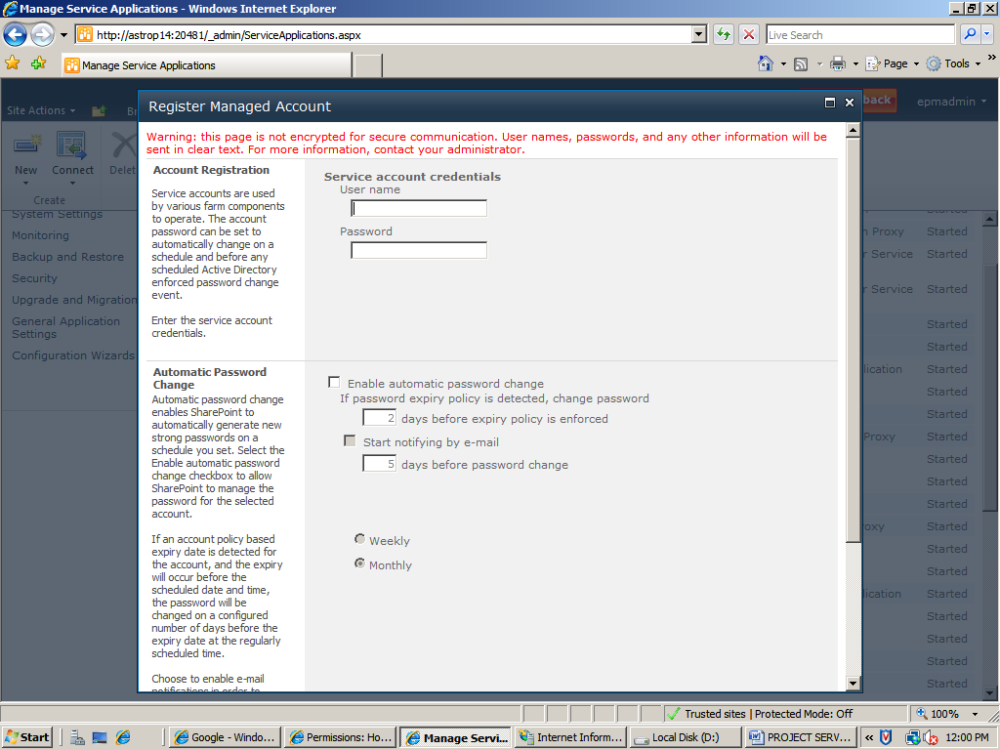 Manage Service Applications - Windows Internet Explorer
http://astrop14:20481/_admin/ServiceApplications.aspx
Live Search
Manage Service Applications
Page
Tools
Site Actions
epmadmin
New
Connect
Create
System Settings
Monitoring
Backup and Restore
Security
Upgrade and Migration
General Application
Settings
Configuration Wizards
Register Managed Account
Warning: this page is not encrypted for secure communication. User names, passwords, and any other information will be
sent in clear text. For more information, contact your administrator.
Account Registration
Service accounts are used
by various farm components
to operate. The account
password can be set to
automatically change on a
schedule and before any
scheduled Active Directory
enforced password change
event.
Enter the service account
credentials.
Service account credentials
User name
Password
Automatic Password
Change
Automatic password change
enables SharePoint to
automatically generate new
strong passwords on a
schedule you set. Select the
Enable automatic password
change checkbox to allow
SharePoint to manage the
password for the selected
account.
If an account policy based
expiry date is detected for
the account, and the expiry
will occur before the
scheduled date and time,
the password will be
changed on a configured
number of days before the
expiry date at the regularly
scheduled time.
Choose to enable e-mail
notifications in order to
Enable automatic password change
If password expiry policy is detected, change password
2 days before expiry policy is enforced
Start notifying by e-mail
5 days before password change
Weekly
Monthly
Started
n Proxy Started
r Service Started
r Service Started
Started
Started
lication Started
Started
Started
Proxy Started
Started
Started
Started
oxy Started
Started
Started
lication Started
Started
Started
Started
Started
Trusted sites | Protected Mode: Off
100%
Start
Google - Windo...
Permissions: Ho...
Manage Servi...
Internet Informa...
Local Disk (D:)
PROJECT SERV...
12:00 PM